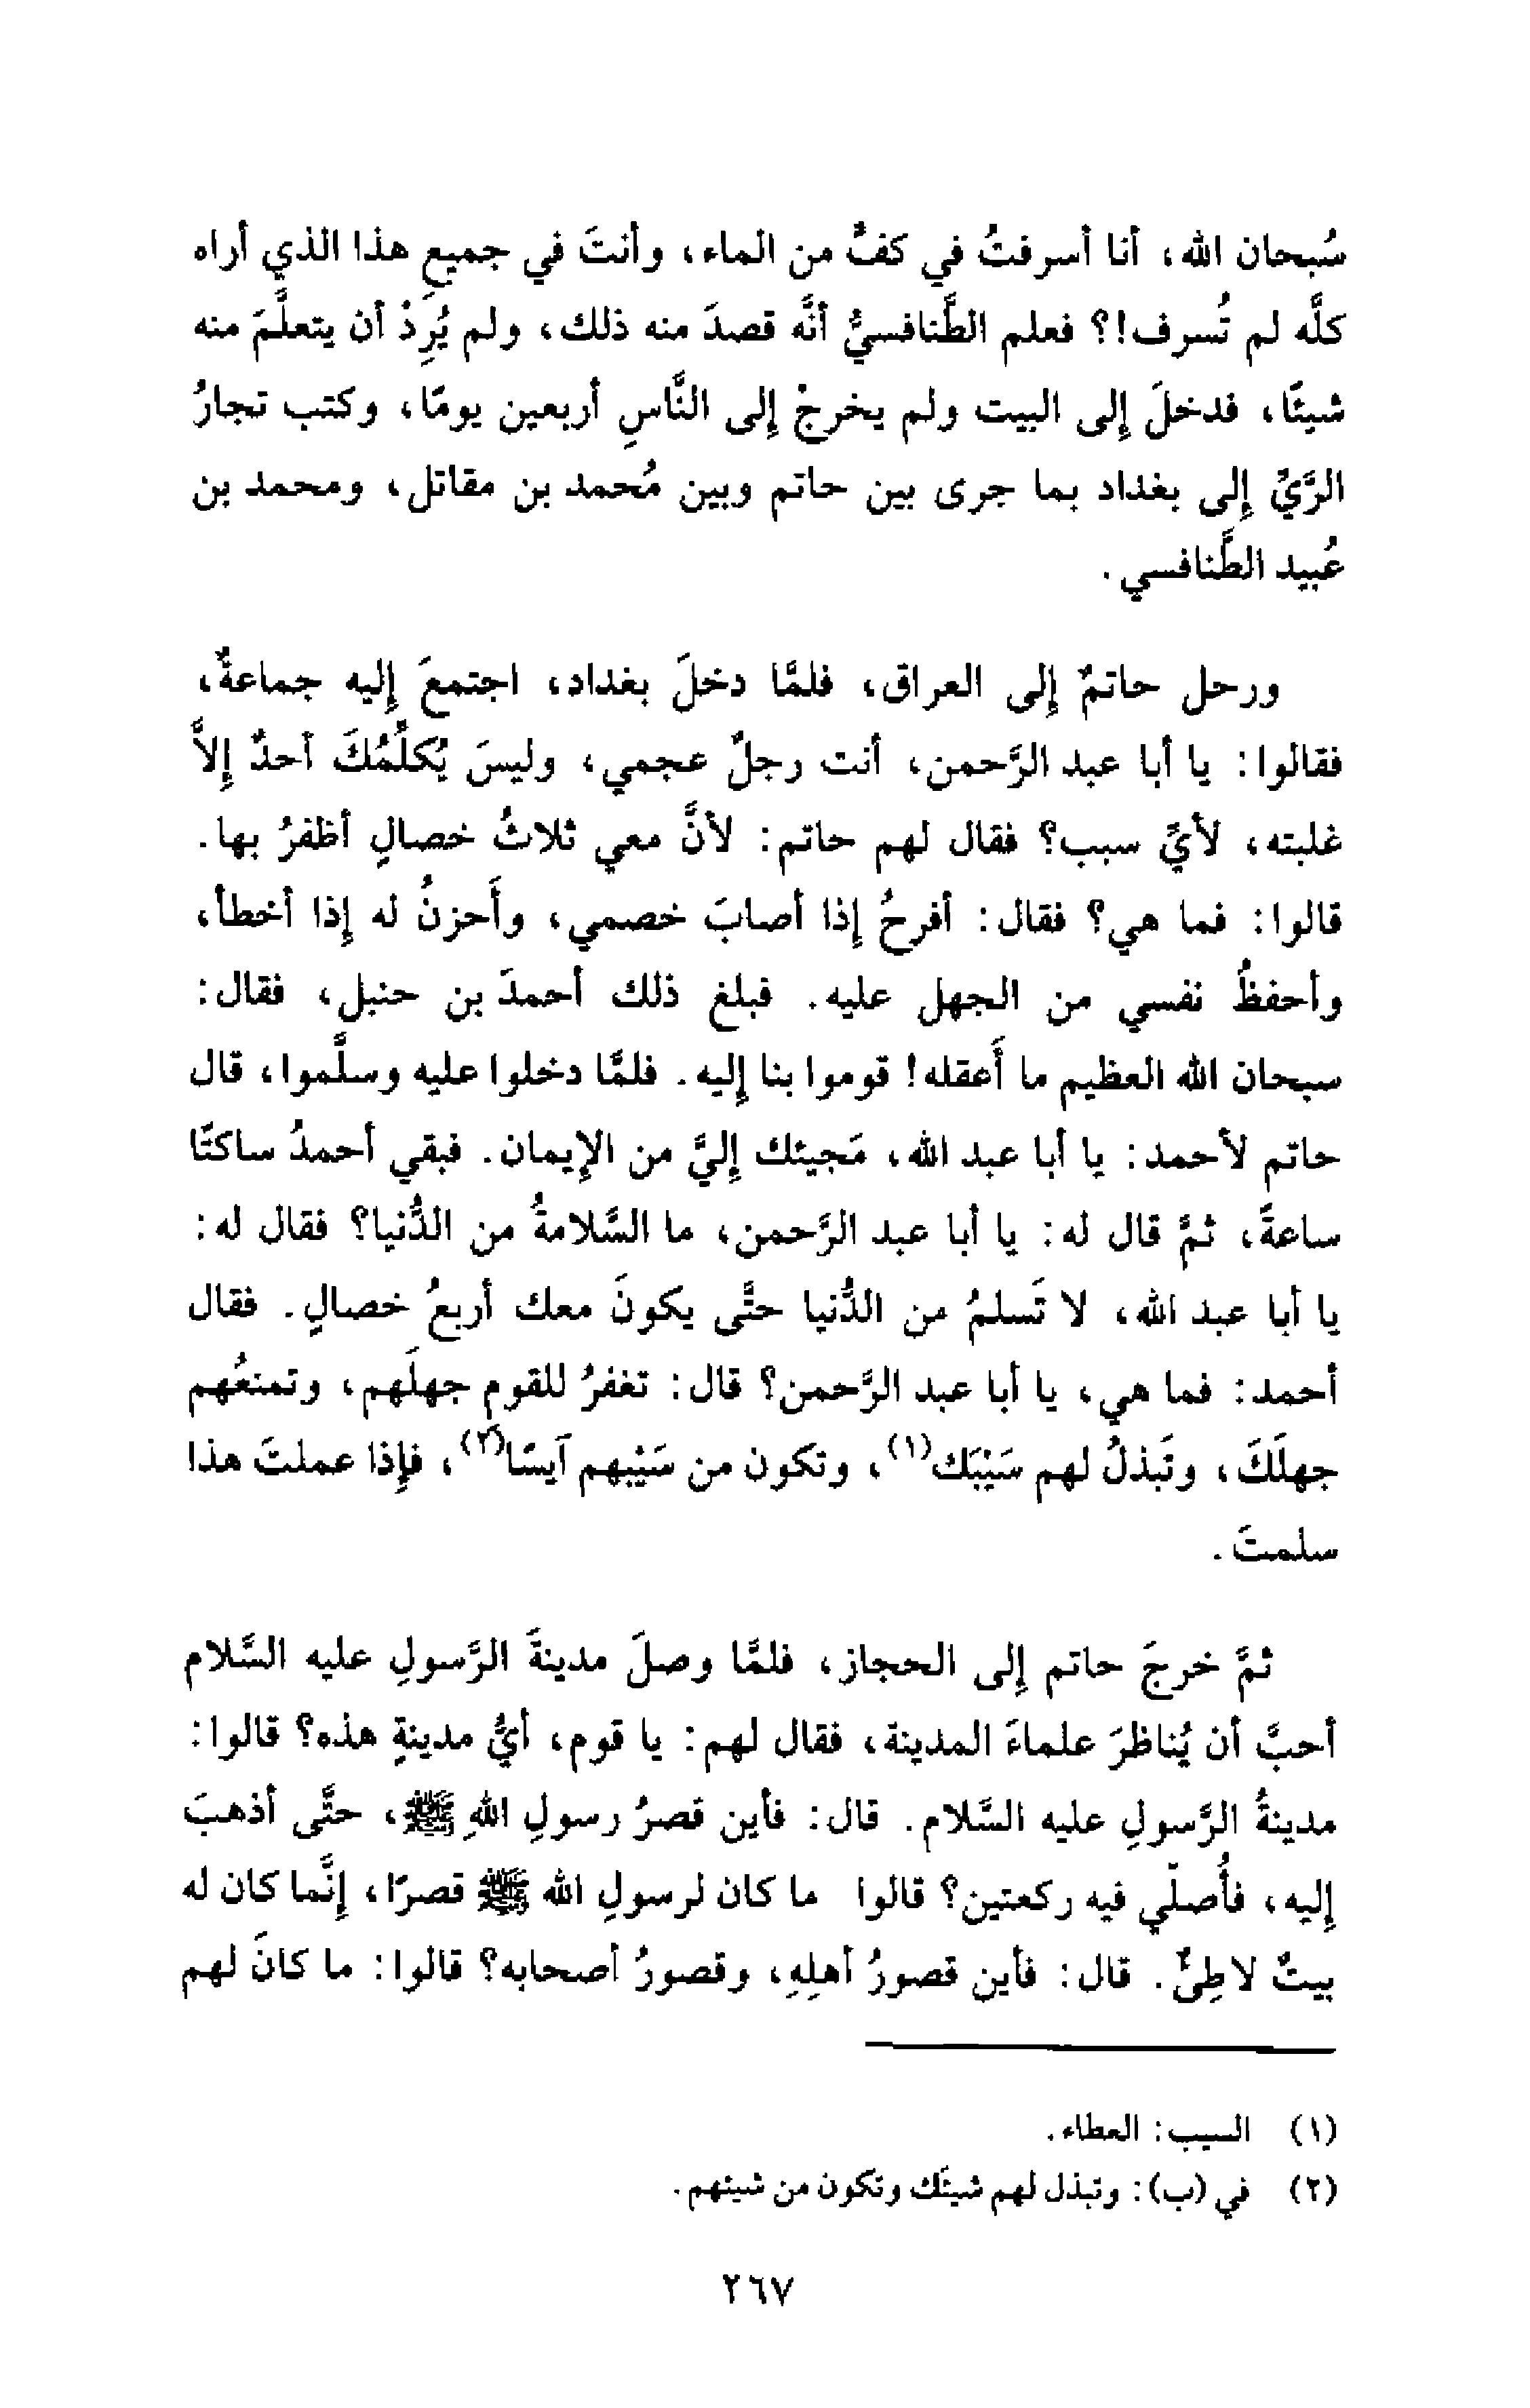 سُبحان الله، أنا أسرفتُ في كفٍّ من الماء، وأنتَ في جميعِ هذا الذي أراه
كلَّه لم تُسرف!؟ فعلم الطَّنافسيُّ أنَّه قصدَ منه ذلك، ولم يُرِدْ أن يتعلَّمَ منه
شيئًا، فدخلَ إلى البيت ولم يخرجْ إلى النَّاسِ أربعين يومًا، وكتب تجارُ
الرَّيِّ إلى بغداد بما جرى بين حاتم وبين مُحمد بن مقاتل، ومحمد بن
عُبيد الطَّنافسي.
ورحل حاتمٌ إلى العراق، فلمَّا دخلَ بغداد، اجتمعَ إليه جماعةٌ،
فقالوا: يا أبا عبد الرَّحمن، أنت رجلٌ عجمي، وليسَ يُكلِّمُكَ أحدٌ إلاَّ
غلبته، لأيِّ سبب؟ فقال لهم حاتم: لأنَّ معي ثلاثُ خصالٍ أظفرُ بها.
قالوا: فما هي؟ فقال: أفرحُ إذا أصابَ خصمي، وأَحزنُ له إذا أخطأ،
وأحفظُ نفسي من الجهل عليه. فبلغ ذلك أحمدَ بن حنبل، فقال:
سبحان الله العظيم ما أَعقله! قوموا بنا إليه. فلمَّا دخلوا عليه وسلَّموا، قال
حاتم لأحمد: يا أبا عبد الله، مَجيئك إليَّ من الإيمان. فبقي أحمدُ ساكتًا
ساعةً، ثمَّ قال له: يا أبا عبد الرَّحمن، ما السَّلامةُ من الدُّنيا؟ فقال له:
يا أبا عبد الله، لا تَسلمُ من الدُّنيا حتَّى يكونَ معك أربعُ خصالٍ. فقال
أحمد: فما هي، يا أبا عبد الرَّحمن؟ قال: تغفرُ للقوم جهلَهم، وتمنعُهم
جهلَكَ، وتَبذلُ لهم سَيْبَك(١)، وتكون من سَيْبهم آيسًا(٢)، فإذا عملتَ هذا
سلمتَ.
ثمَّ خرجَ حاتم إلى الحجاز، فلمَّا وصلَ مدينةَ الرَّسولِ عليه السَّلام
أحبَّ أن يُناظرَ علماءَ المدينة، فقال لهم: يا قوم، أيُّ مدينةٍ هذه؟ قالوا:
مدينةُ الرَّسولِ عليه السَّلام. قال: فأين قصرُ رسولِ اللهِ ﷺ، حتَّى أذهبَ
إليه، فأُصلّي فيه ركعتين؟ قالوا ما كان لرسولِ الله ﷺ قصرًا، إنَّما كان له
بيتٌ لاطِئٌ. قال: فأين قصورُ أهلِهِ، وقصورُ أصحابه؟ قالوا: ما كانَ لهم
(١) السيب: العطاء.
(٢) في (ب): وتبذل لهم شيئَك وتكون من شيئهم.
٢٦٧